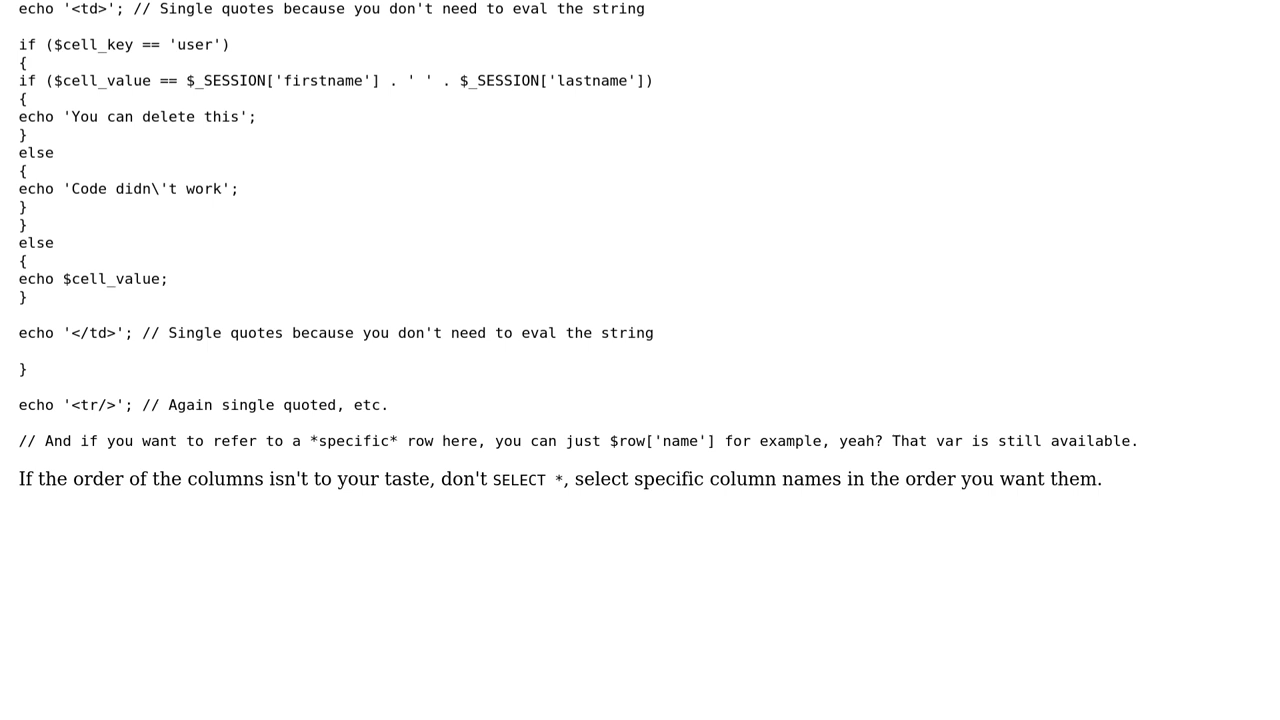 echo '<td>'; // Single quotes because you don't need to eval the string
if ($cell_key == 'user')
{
if ($cell_value == $_SESSION['firstname'] . ' ' . $_SESSION['lastname'])
{
echo 'You can delete this';
}
else
{
echo 'Code didn\'t work';
}
}
else
{
echo $cell_value;
}
echo '</td>'; // Single quotes because you don't need to eval the string
}
echo '<tr/>'; // Again single quoted, etc.
// And if you want to refer to a *specific* row here, you can just $row['name'] for example, yeah? That var is still available.
If the order of the columns isn't to your taste, don't SELECT *, select specific column names in the order you want them.